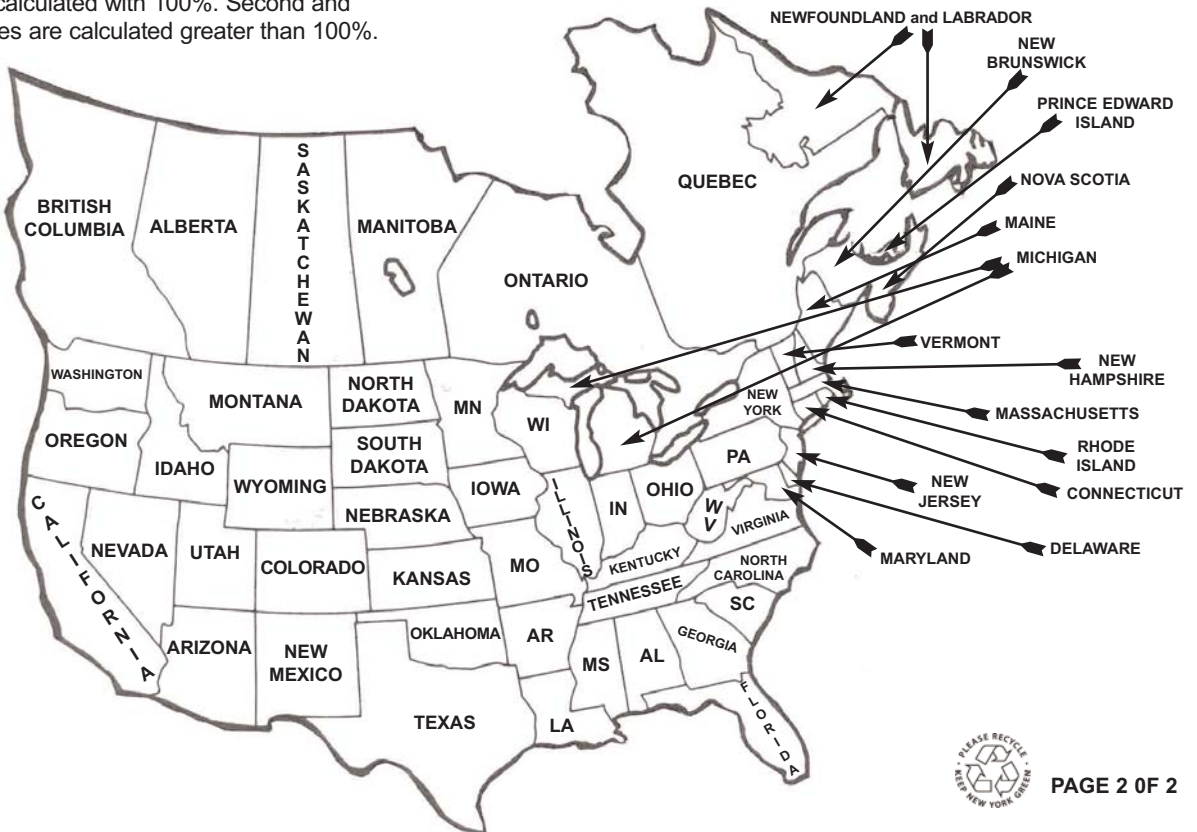 calculated with 100%. Second and
es are calculated greater than 100%.
NEWFOUNDLAND and LABRADOR
NEW
BRUNSWICK
PRINCE EDWARD
ISLAND
NOVA SCOTIA
MAINE
MICHIGAN
QUEBEC
BRITISH
COLUMBIA
ALBERTA
SASKATCHEWAN
MANITOBA
ONTARIO
VERMONT
NEW
HAMPSHIRE
MASSACHUSETTS
RHODE
ISLAND
CONNECTICUT
NEW
JERSEY
DELAWARE
MARYLAND
WASHINGTON
MONTANA
NORTH
DAKOTA
MN
WI
NEW
YORK
OREGON
IDAHO
WYOMING
SOUTH
DAKOTA
IOWA
ILLINOIS
IN
OHIO
PA
WV
VIRGINIA
CALIFORNIA
NEVADA
UTAH
COLORADO
NEBRASKA
KANSAS
MO
KENTUCKY
TENNESSEE
NORTH
CAROLINA
SC
ARIZONA
NEW
MEXICO
OKLAHOMA
AR
MS
AL
GEORGIA
TEXAS
LA
FLORIDA
PLEASE RECYCLE
KEEP NEW YORK GREEN
PAGE 2 0F 2